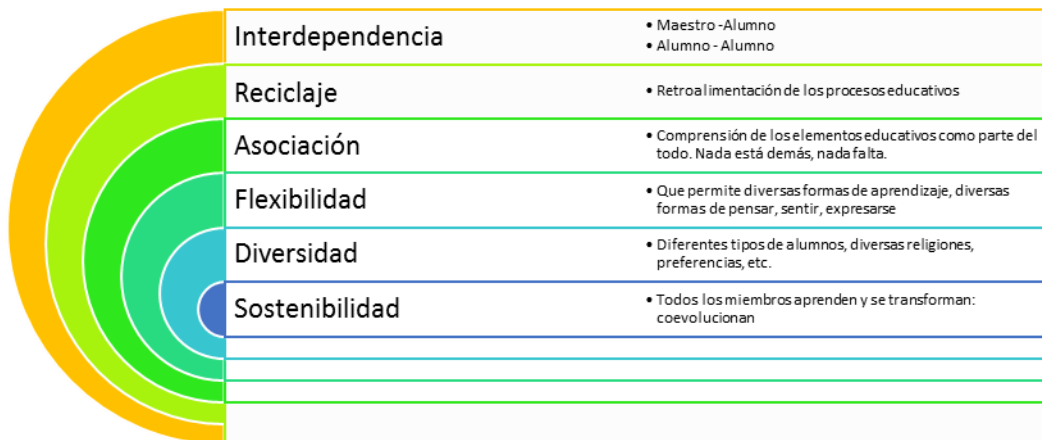 Interdependencia
• Maestro -Alumno
• Alumno - Alumno
Reciclaje
• Retroalimentación de los procesos educativos
Asociación
• Comprensión de los elementos educativos como parte del
todo. Nada está demás, nada falta.
Flexibilidad
• Que permite diversas formas de aprendizaje, diversas
formas de pensar, sentir, expresarse
Diversidad
• Diferentes tipos de alumnos, diversas religiones,
preferencias, etc.
Sostenibilidad
• Todos los miembros aprenden y se transforman:
coevolucionan